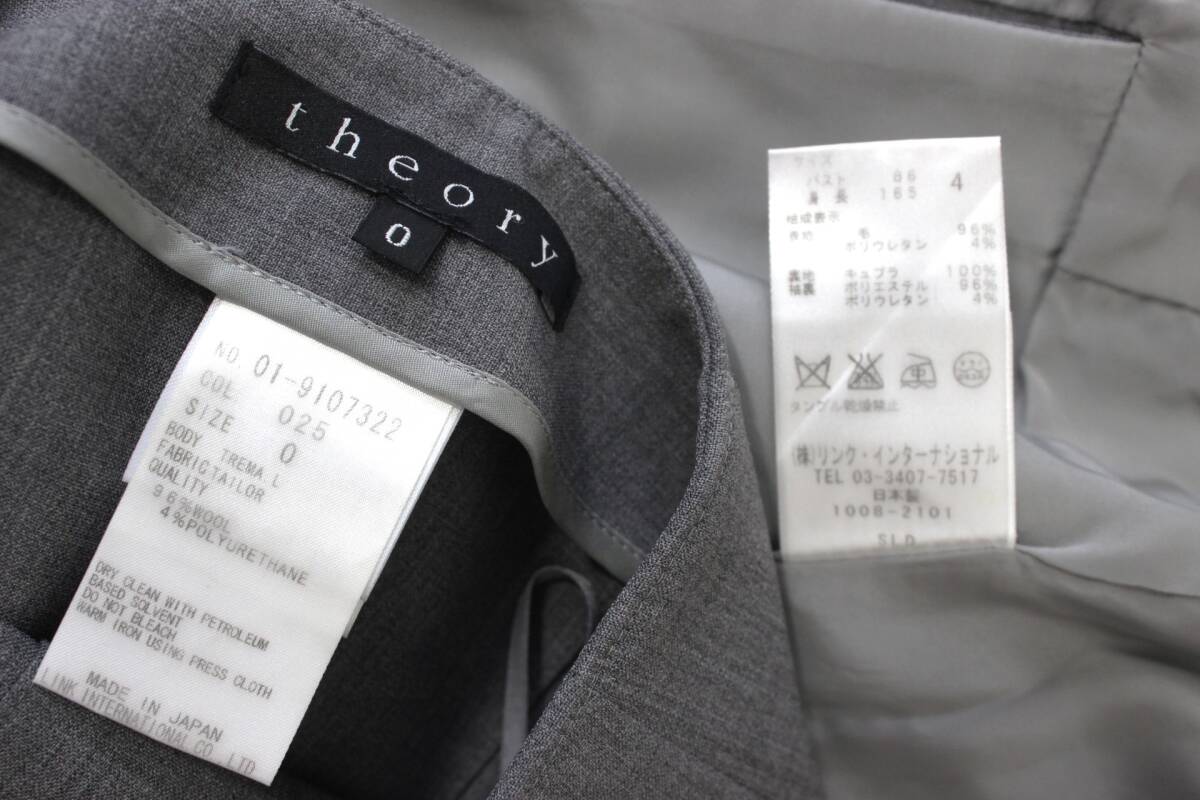 theory
0
NO. 01-9107322
COL 025
SIZE 0
BODY TREMA L
FABRIC TAILOR
QUALITY
96%WOOL
4%POLYURETHANE
DRY CLEAN WITH PETROLEUM
BASED SOLVENT
DO NOT BLEACH
WARM IRON USING PRESS CLOTH
MADE IN JAPAN
LINK INTERNATIONAL CO. LTD
サイズ
バスト 86 4
身長 165
組成表示
表地 毛 96%
ポリウレタン 4%
裏地 キュプラ 100%
袖裏 ポリエステル 96%
ポリウレタン 4%
タンブル乾燥禁止
(株)リンク・インターナショナル
TEL 03-3407-7517
日本製
1008-2101
SLD